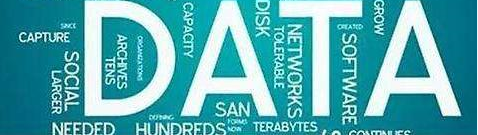 DATA
SINCE
CAPTURE
SOCIAL
LARGER
ARCHIVES
TENS
ORGANIZATIONS
CAPACITY
DISK
TOLERABLE
NETWORKS
CREATED
SOFTWARE
GROW
DEFINING
SAN
FORMS
NOW
NEEDED
HUNDREDS
TERABYTES
CONTINUES